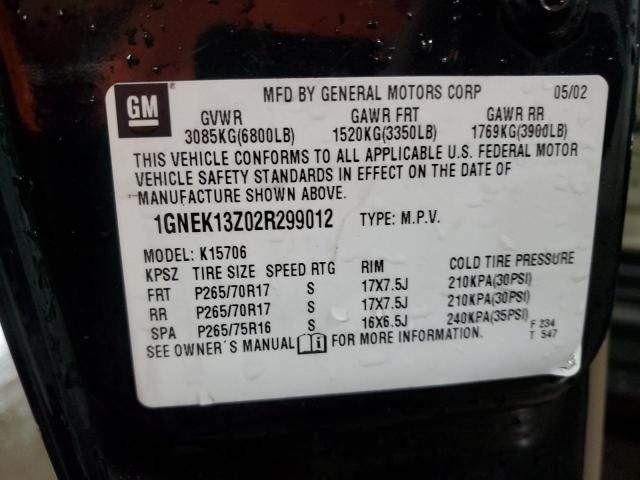 GM
MFD BY GENERAL MOTORS CORP 05/02
GVWR GAWR FRT GAWR RR
3085KG(6800LB) 1520KG(3350LB) 1769KG(3900LB)
THIS VEHICLE CONFORMS TO ALL APPLICABLE U.S. FEDERAL MOTOR
VEHICLE SAFETY STANDARDS IN EFFECT ON THE DATE OF
MANUFACTURE SHOWN ABOVE.
1GNEK13Z02R299012 TYPE: M.P.V.
MODEL: K15706
KPSZ TIRE SIZE SPEED RTG RIM COLD TIRE PRESSURE
FRT P265/70R17 S 17X7.5J 210KPA(30PSI)
RR P265/70R17 S 17X7.5J 210KPA(30PSI)
SPA P265/75R16 S 16X6.5J 240KPA(35PSI) F 234
SEE OWNER'S MANUAL i FOR MORE INFORMATION. T 547